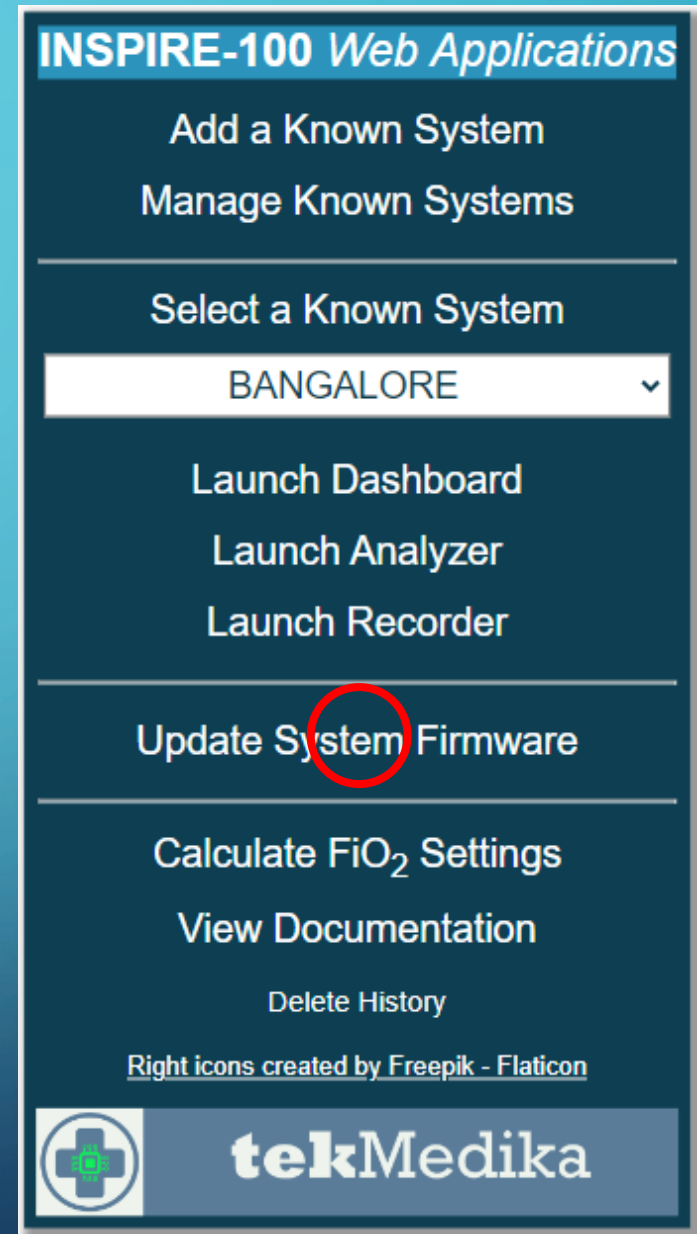 INSPIRE-100 Web Applications
Add a Known System
Manage Known Systems
Select a Known System
BANGALORE
Launch Dashboard
Launch Analyzer
Launch Recorder
Update System Firmware
Calculate FiO₂ Settings
View Documentation
Delete History
Right icons created by Freepik - Flaticon
tekMedika